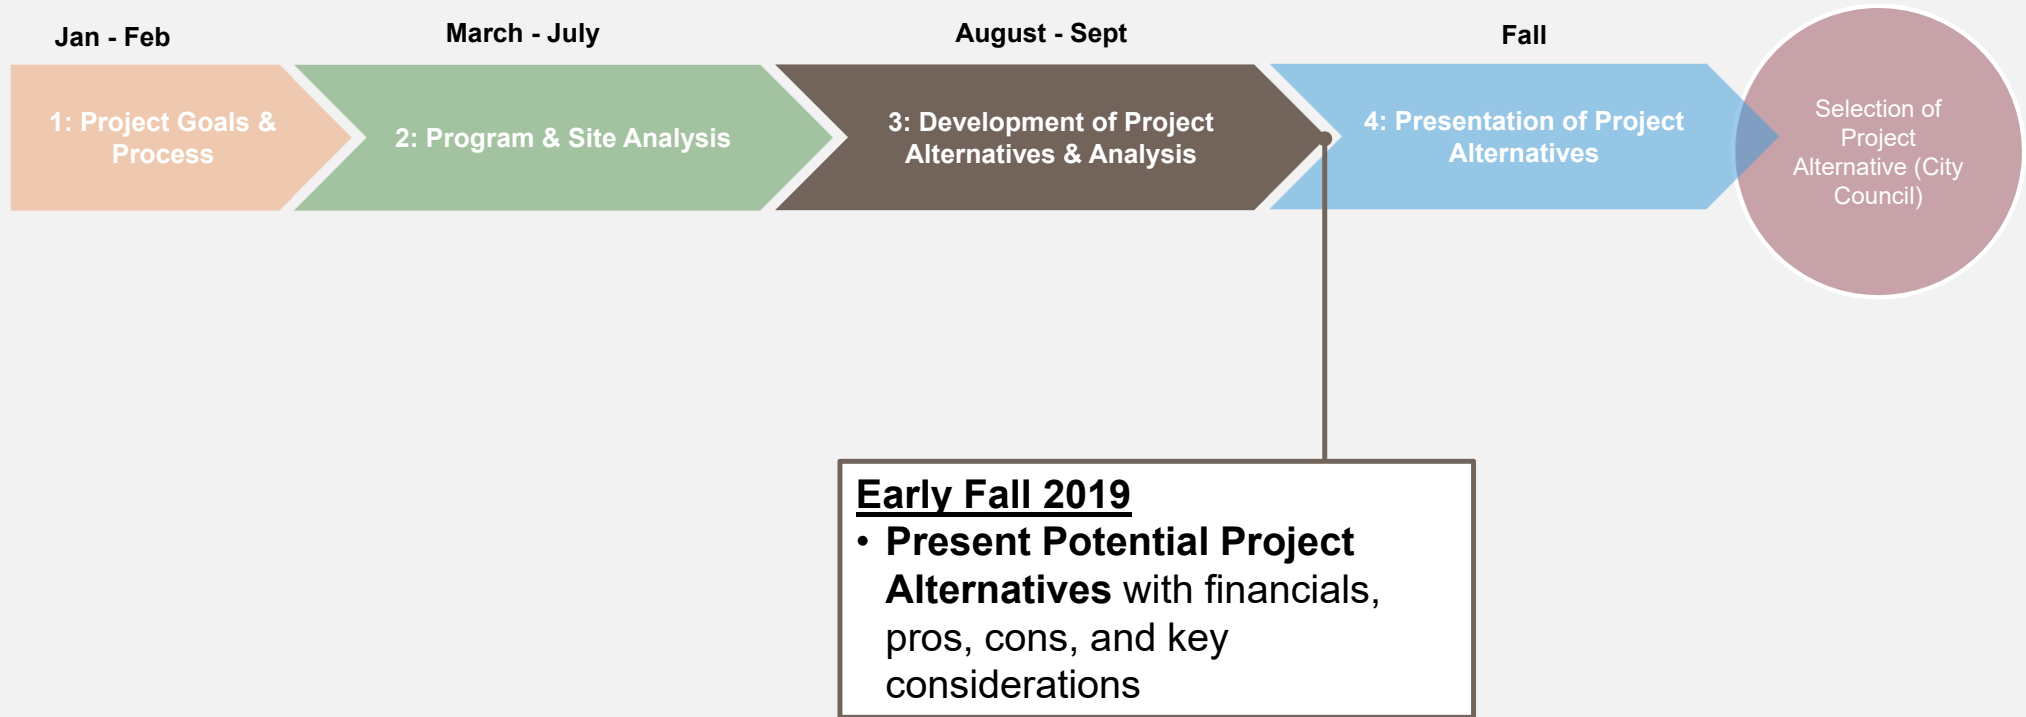 Jan - Feb
March - July
August - Sept
Fall
1: Project Goals &
Process
2: Program & Site Analysis
3: Development of Project
Alternatives & Analysis
4: Presentation of Project
Alternatives
Selection of
Project
Alternative (City
Council)
Early Fall 2019
• Present Potential Project
Alternatives with financials,
pros, cons, and key
considerations